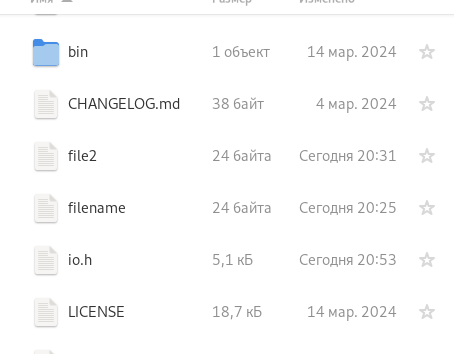 Имя Размер Изменено
bin 1 объект 14 мар. 2024
CHANGELOG.md 38 байт 4 мар. 2024
file2 24 байта Сегодня 20:31
filename 24 байта Сегодня 20:25
io.h 5,1 кБ Сегодня 20:53
LICENSE 18,7 кБ 14 мар. 2024